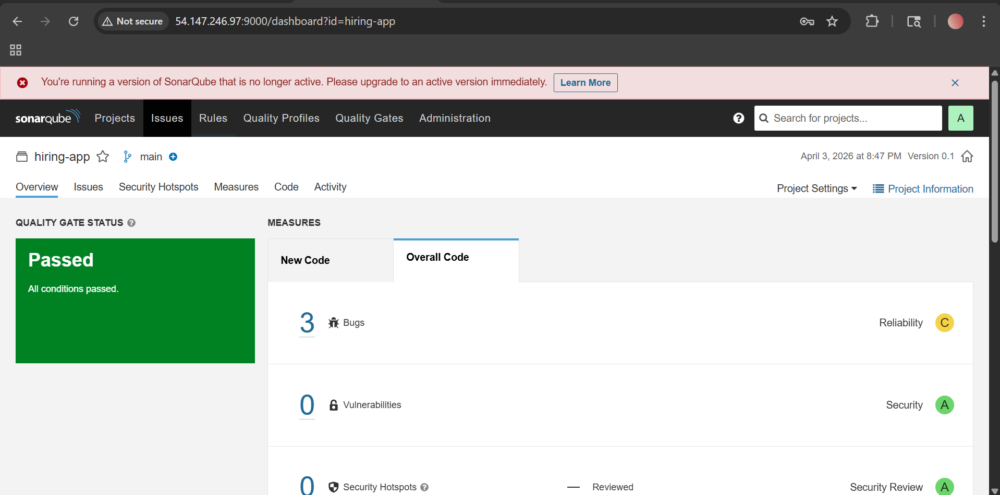 Not secure 54.147.246.97:9000/dashboard?id=hiring-app
You're running a version of SonarQube that is no longer active. Please upgrade to an active version immediately. Learn More
sonarqube Projects Issues Rules Quality Profiles Quality Gates Administration ? Search for projects... A
hiring-app main April 3, 2026 at 8:47 PM Version 0.1
Overview Issues Security Hotspots Measures Code Activity Project Settings Project Information
QUALITY GATE STATUS ? MEASURES
Passed
All conditions passed.
New Code Overall Code
3 Bugs Reliability C
0 Vulnerabilities Security A
0 Security Hotspots ? — Reviewed Security Review A